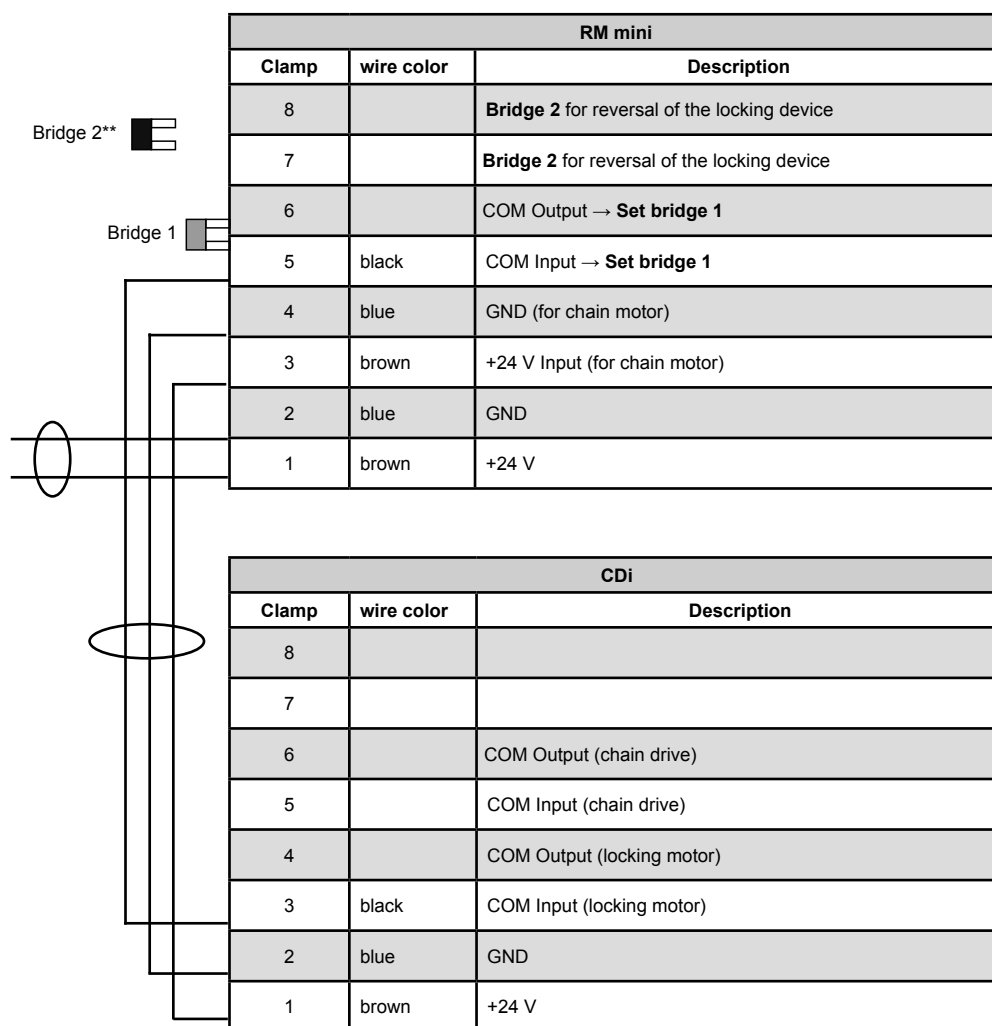 RM mini
Clamp wire color Description
8 Bridge 2 for reversal of the locking device
Bridge 2**
7 Bridge 2 for reversal of the locking device
6 COM Output → Set bridge 1
Bridge 1
5 black COM Input → Set bridge 1
4 blue GND (for chain motor)
3 brown +24 V Input (for chain motor)
2 blue GND
1 brown +24 V
CDi
Clamp wire color Description
8
7
6 COM Output (chain drive)
5 COM Input (chain drive)
4 COM Output (locking motor)
3 black COM Input (locking motor)
2 blue GND
1 brown +24 V